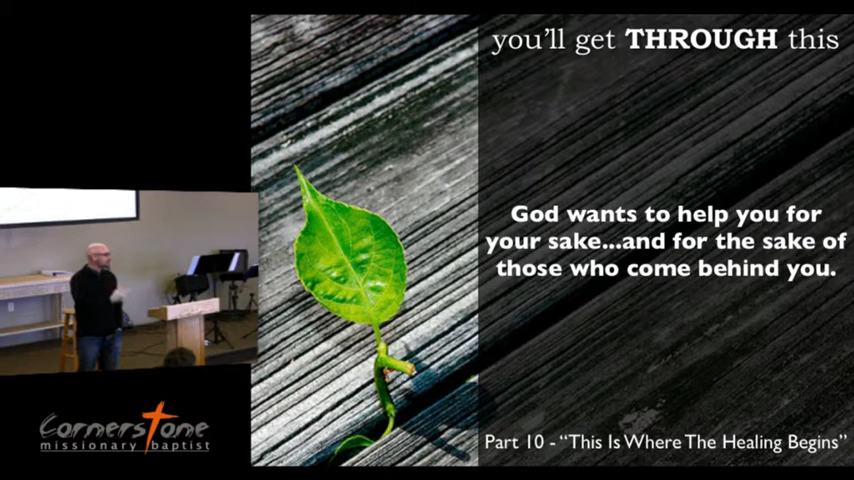 you'll get THROUGH this
God wants to help you for
your sake...and for the sake of
those who come behind you.
Part 10 - “This Is Where The Healing Begins”
Cornerstone
missionary baptist